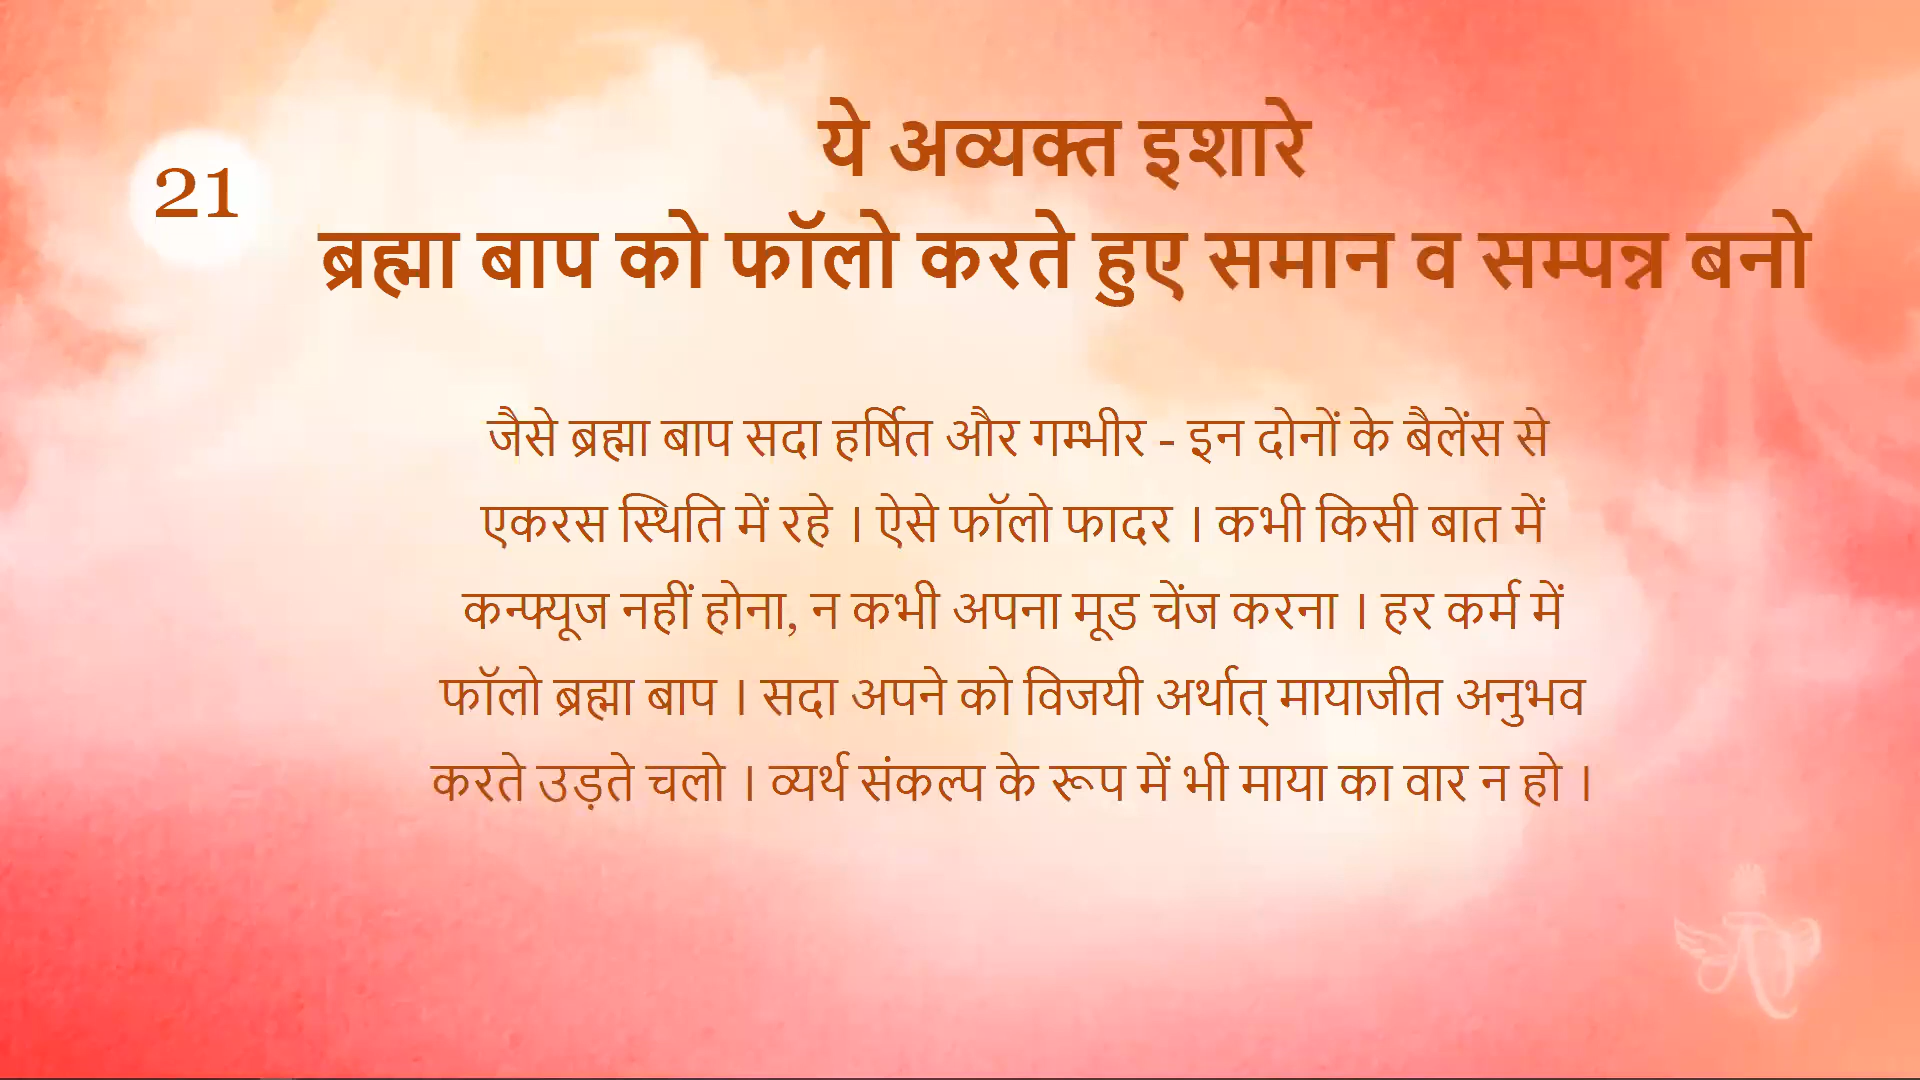 21
ये अव्यक्त इशारे
ब्रह्मा बाप को फॉलो करते हुए समान व सम्पन्न बनो
जैसे ब्रह्मा बाप सदा हर्षित और गम्भीर - इन दोनों के बैलेंस से
एकरस स्थिति में रहे । ऐसे फॉलो फादर । कभी किसी बात में
कन्फ्यूज नहीं होना, न कभी अपना मूड चेंज करना । हर कर्म में
फॉलो ब्रह्मा बाप । सदा अपने को विजयी अर्थात् मायाजीत अनुभव
करते उड़ते चलो । व्यर्थ संकल्प के रूप में भी माया का वार न हो ।